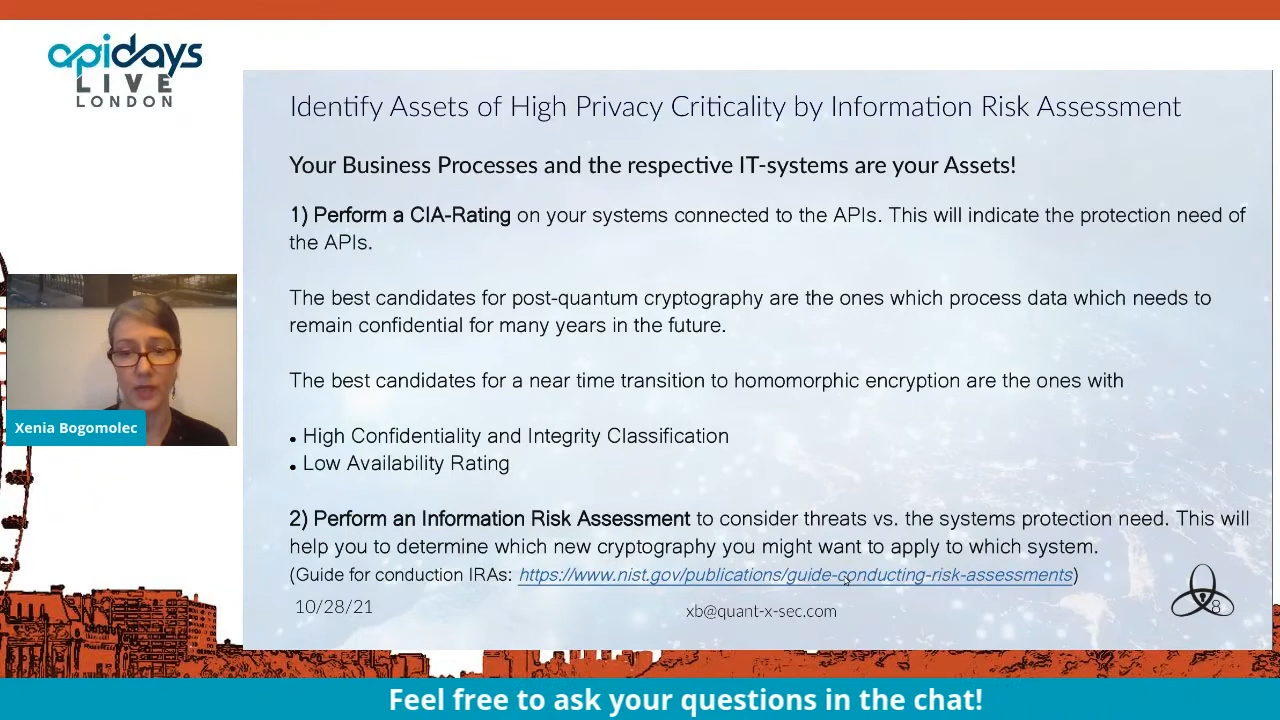 apidays
LIVE
LONDON
Identify Assets of High Privacy Criticality by Information Risk Assessment
Your Business Processes and the respective IT-systems are your Assets!
1) Perform a CIA-Rating on your systems connected to the APIs. This will indicate the protection need of
the APIs.
The best candidates for post-quantum cryptography are the ones which process data which needs to
remain confidential for many years in the future.
The best candidates for a near time transition to homomorphic encryption are the ones with
• High Confidentiality and Integrity Classification
• Low Availability Rating
2) Perform an Information Risk Assessment to consider threats vs. the systems protection need. This will
help you to determine which new cryptography you might want to apply to which system.
(Guide for conduction IRAs: https://www.nist.gov/publications/guide-conducting-risk-assessments)
10/28/21
xb@quant-x-sec.com
8
Xenia Bogomolec
Feel free to ask your questions in the chat!